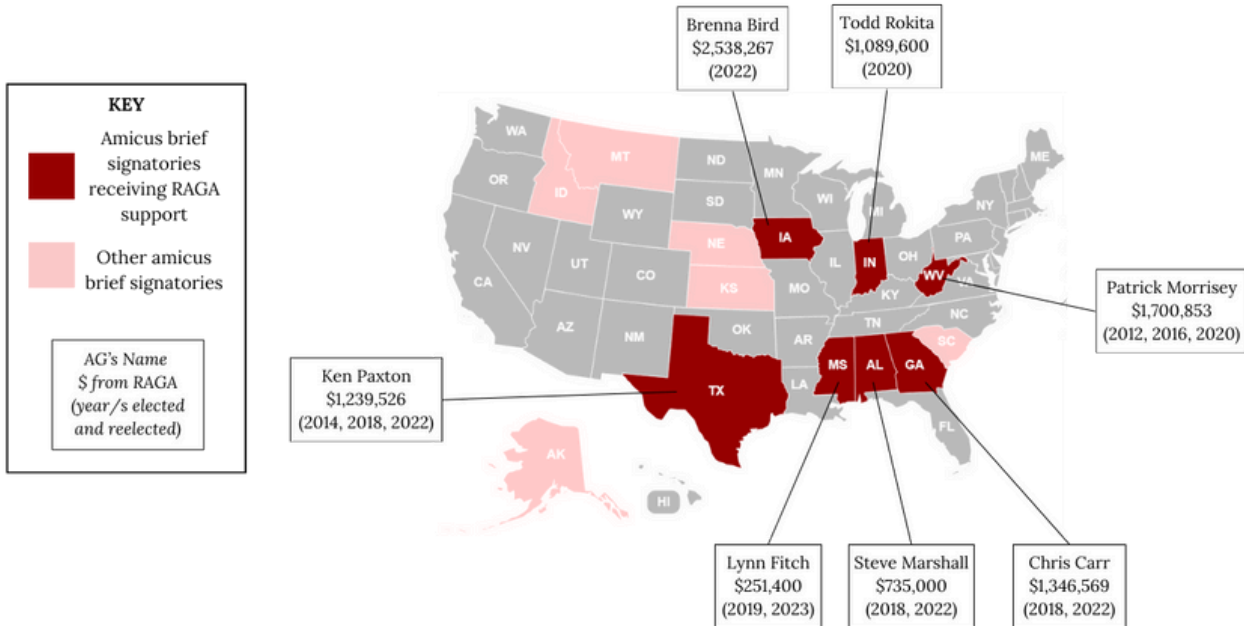 Brenna Bird
$2,538,267
(2022)
Todd Rokita
$1,089,600
(2020)
KEY
Amicus brief
signatories
receiving RAGA
support
Other amicus
brief signatories
AG's Name
$ from RAGA
(year/s elected
and reelected)
Ken Paxton
$1,239,526
(2014, 2018, 2022)
Patrick Morrisey
$1,700,853
(2012, 2016, 2020)
Lynn Fitch
$251,400
(2019, 2023)
Steve Marshall
$735,000
(2018, 2022)
Chris Carr
$1,346,569
(2018, 2022)
WA
MT
ND
MN
ME
OR
ID
WY
SD
WI
MI
NY
NV
UT
CO
NE
IA
IL
IN
OH
PA
CA
KS
MO
KY
WV
VA
AZ
NM
OK
AR
TN
NC
SC
TX
LA
MS
AL
GA
FL
AK
HI